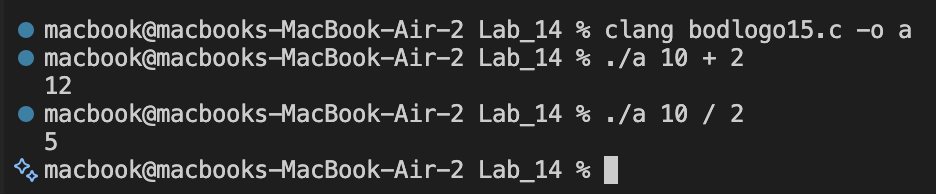 macbook@macbooks-MacBook-Air-2 Lab_14 % clang bodlogo15.c -o a
macbook@macbooks-MacBook-Air-2 Lab_14 % ./a 10 + 2
12
macbook@macbooks-MacBook-Air-2 Lab_14 % ./a 10 / 2
5
macbook@macbooks-MacBook-Air-2 Lab_14 %